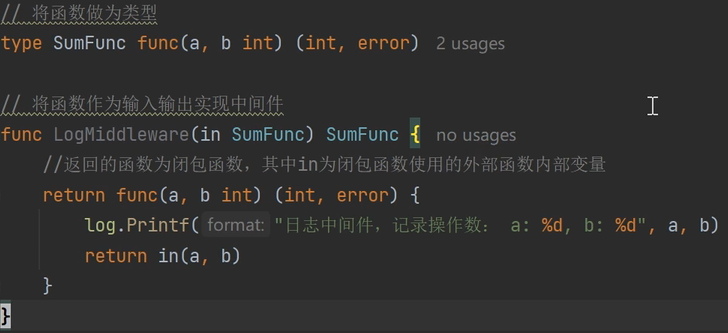 // 将函数做为类型
type SumFunc func(a, b int) (int, error) 2 usages
// 将函数作为输入输出实现中间件
func LogMiddleware(in SumFunc) SumFunc { no usages
//返回的函数为闭包函数，其中in为闭包函数使用的外部函数内部变量
return func(a, b int) (int, error) {
log.Printf( format: "日志中间件，记录操作数： a: %d, b: %d", a, b)
return in(a, b)
}
}